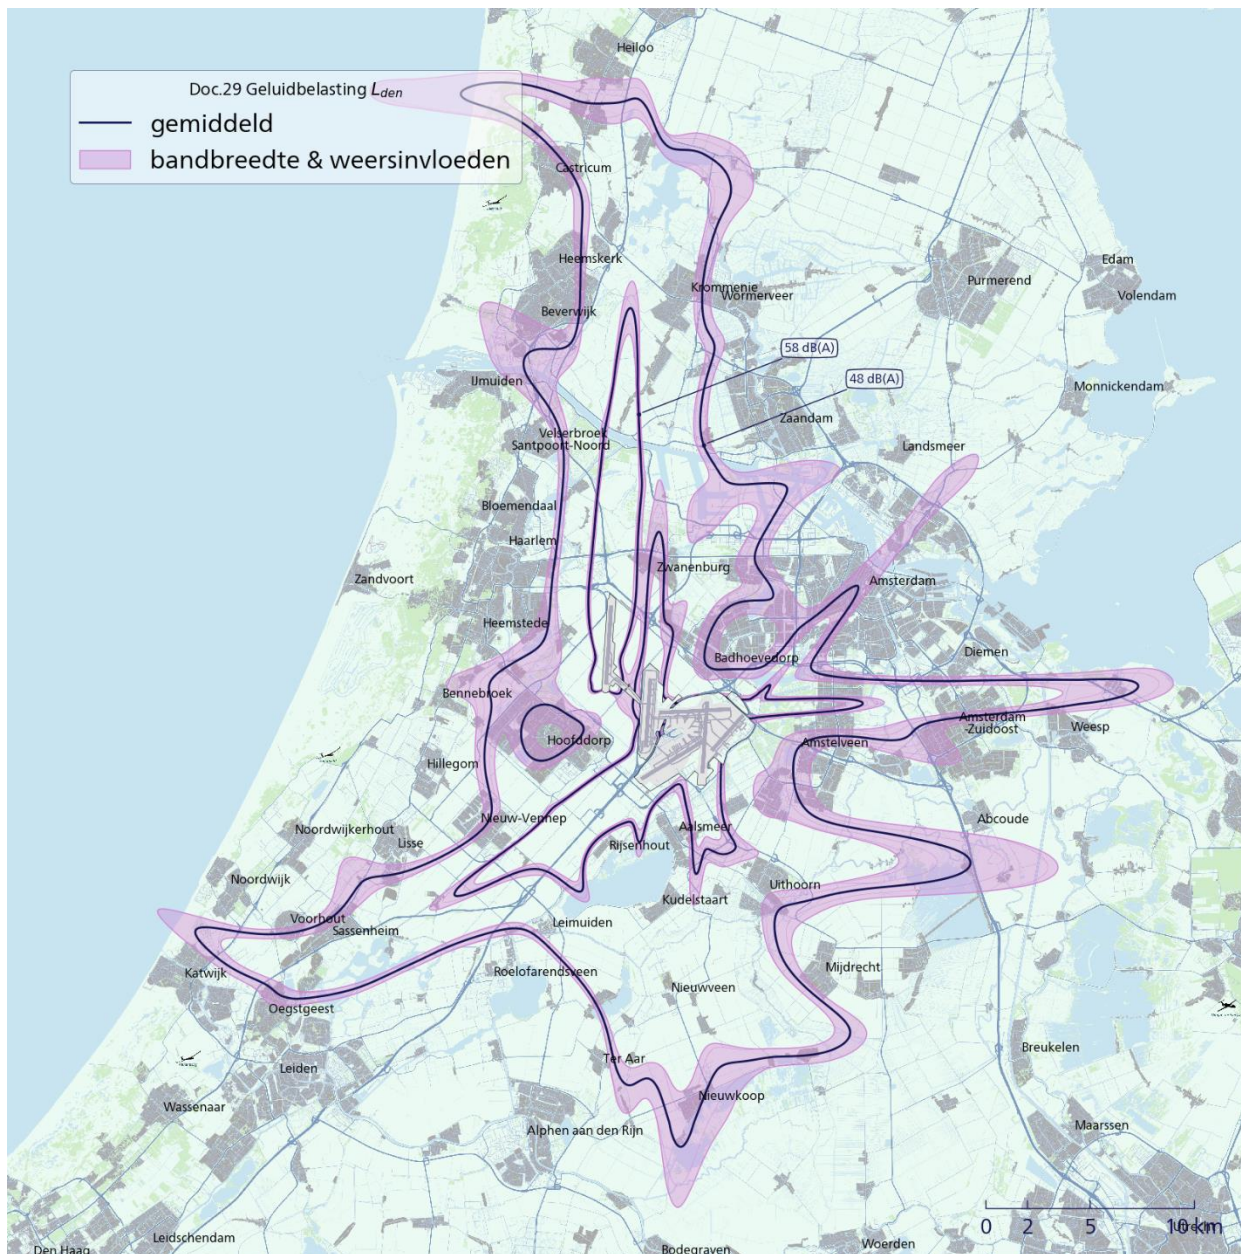 Heiloo
Doc.29 Geluidbelasting Lden
gemiddeld
bandbreedte & weersinvloeden
Castricum
Heemskerk
Edam
Purmerend
Krommenie
Wormerveer
Volendam
Beverwijk
58 dB(A)
48 dB(A)
IJmuiden
Monnickendam
Zaandam
Velserbroek
Santpoort-Noord
Landsmeer
Bloemendaal
Haarlem
Zwanenburg
Zandvoort
Amsterdam
Heemstede
Diemen
Badhoevedorp
Bennebroek
Amsterdam
-Zuidoost
Weesp
Hoofddorp
Amstelveen
Hillegom
Nieuw-Vennep
Abcoude
Aalsmeer
Noordwijkerhout
Lisse
Rijsenhout
Noordwijk
Uithoorn
Kudelstaart
Voorhout
Sassenheim
Leimuiden
Katwijk
Roelofarendsveen
Mijdrecht
Nieuwveen
Oegstgeest
Breukelen
Ter Aar
Leiden
Nieuwkoop
Wassenaar
Alphen aan den Rijn
Maarssen
0 2 5 10 km
Utrecht
Leidschendam
Woerden
Den Haag
Bodegraven